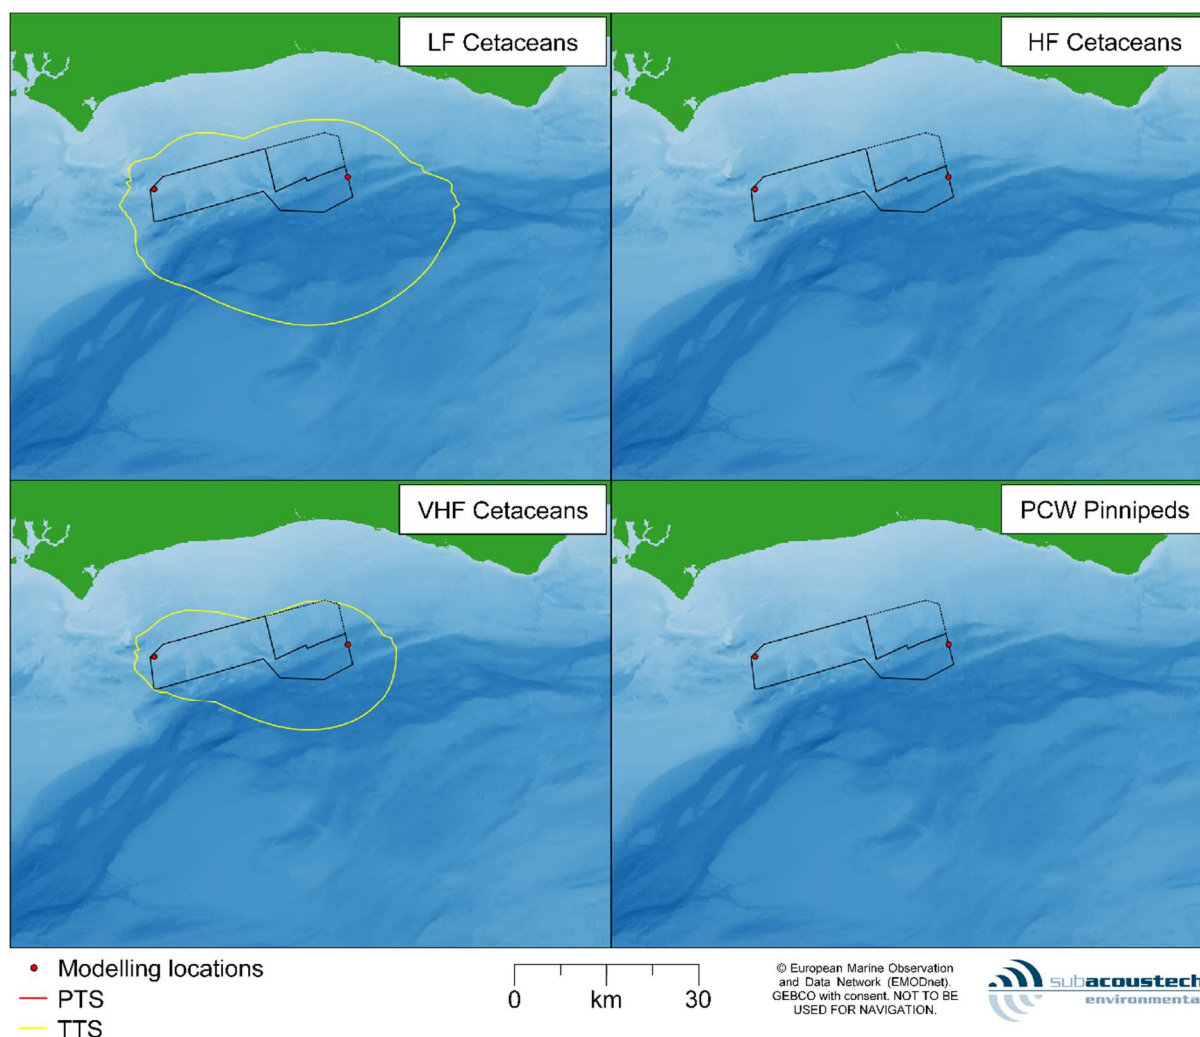 LF Cetaceans
HF Cetaceans
VHF Cetaceans
PCW Pinnipeds
Modelling locations
PTS
TTS
0 km 30
© European Marine Observation
and Data Network (EMODnet).
GEBCO with consent. NOT TO BE
USED FOR NAVIGATION.
subacoustech
environmental